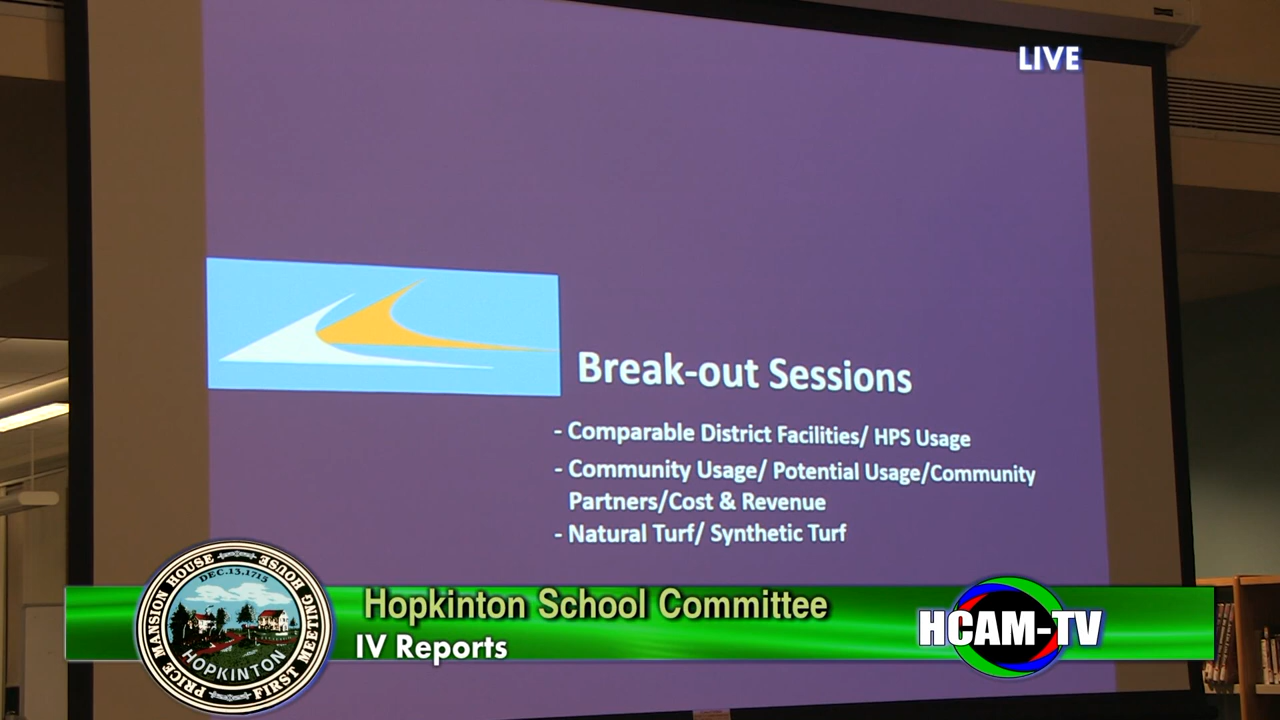 LIVE
Break-out Sessions
- Comparable District Facilities/ HPS Usage
- Community Usage/ Potential Usage/Community
Partners/Cost & Revenue
- Natural Turf/ Synthetic Turf
Hopkinton School Committee
IV Reports
PRICE MANSION HOUSE
FIRST MEETING HOUSE
DEC.13.1715
HOPKINTON
HCAM-TV